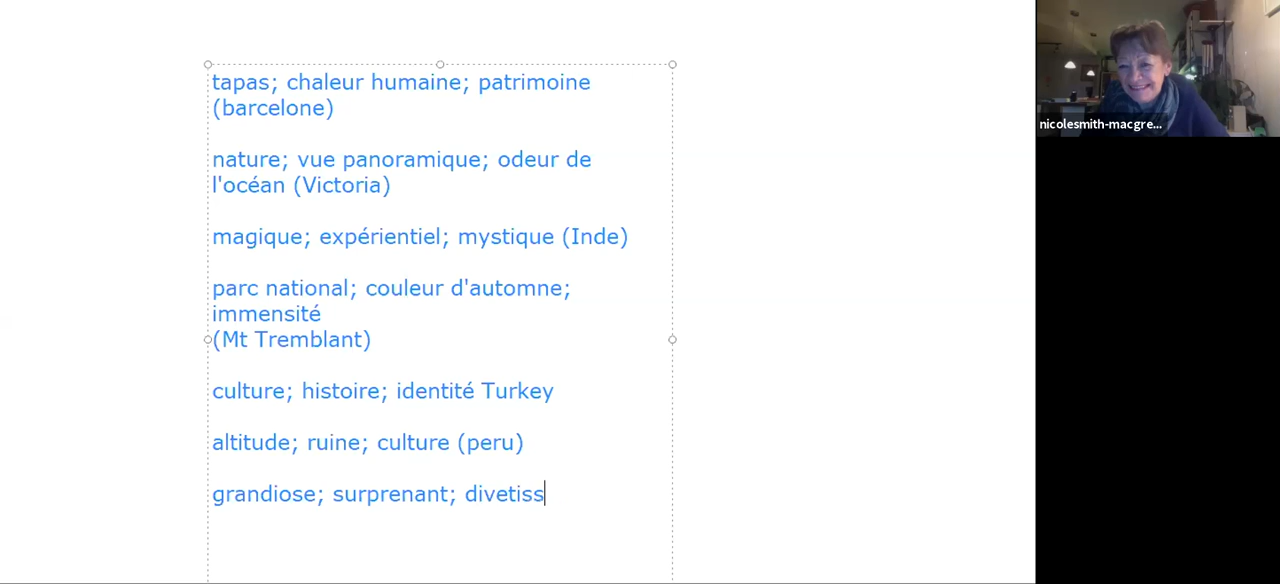 tapas; chaleur humaine; patrimoine
(barcelone)
nature; vue panoramique; odeur de
l'océan (Victoria)
magique; expérientiel; mystique (Inde)
parc national; couleur d'automne;
immensité
(Mt Tremblant)
culture; histoire; identité Turkey
altitude; ruine; culture (peru)
grandiose; surprenant; divetiss
nicolesmith-macgre...